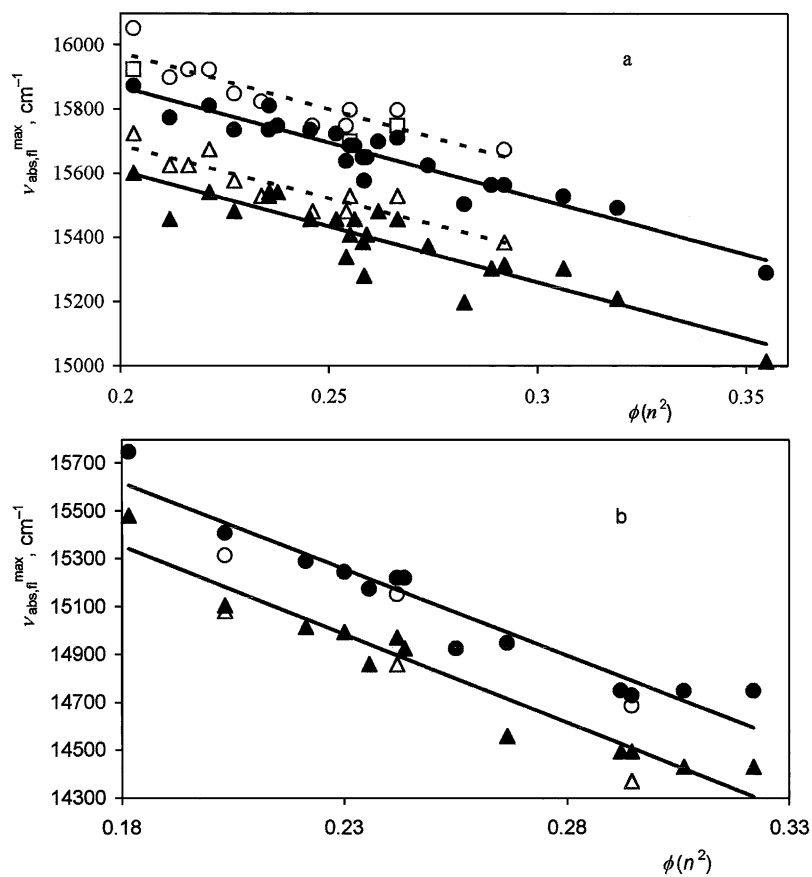 a
16000
15800
15600
15400
15200
15000
ν abs,fl max, cm⁻¹
0.2 0.25 0.3 0.35
ϕ(n²)
b
15700
15500
15300
15100
14900
14700
14500
14300
ν abs,fl max, cm⁻¹
0.18 0.23 0.28 0.33
ϕ(n²)